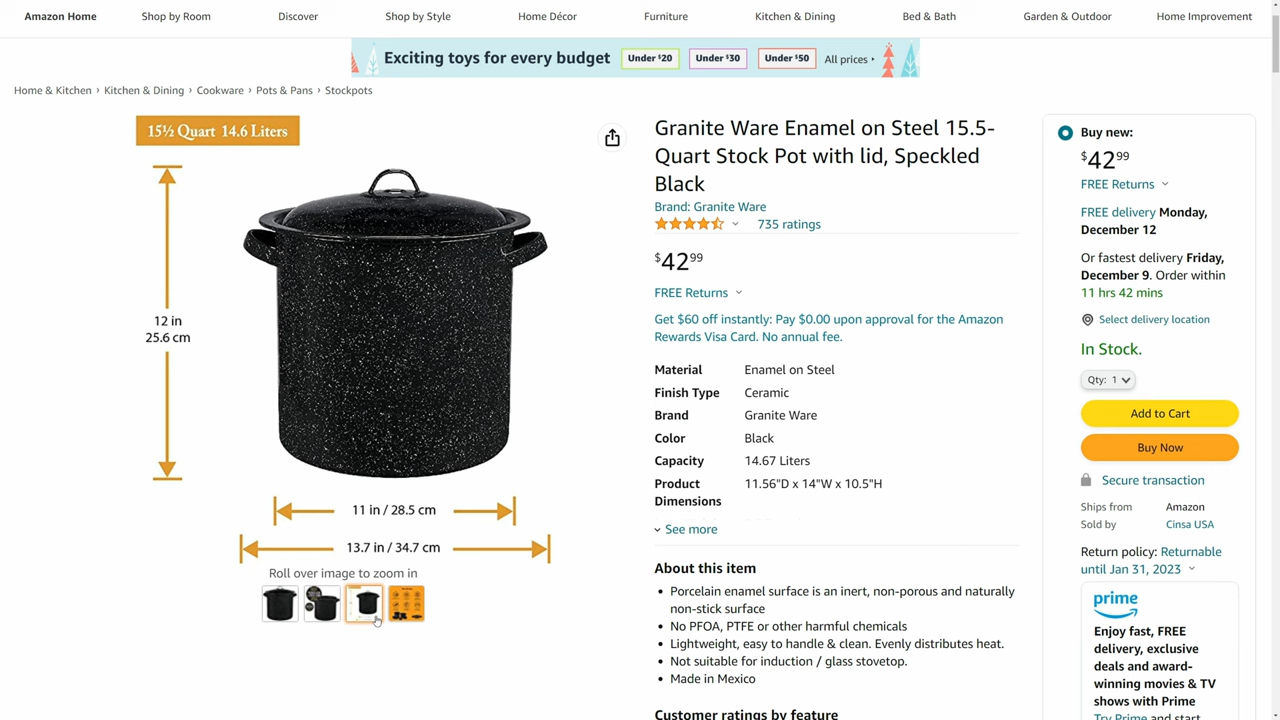 Amazon Home
Shop by Room
Discover
Shop by Style
Home Décor
Furniture
Kitchen & Dining
Bed & Bath
Garden & Outdoor
Home Improvement
Exciting toys for every budget
Under $20
Under $30
Under $50
All prices
Home & Kitchen › Kitchen & Dining › Cookware › Pots & Pans › Stockpots
15½ Quart 14.6 Liters
12 in
25.6 cm
11 in / 28.5 cm
13.7 in / 34.7 cm
Roll over image to zoom in
Granite Ware Enamel on Steel 15.5-
Quart Stock Pot with lid, Speckled
Black
Brand: Granite Ware
735 ratings
$42 99
FREE Returns
Get $60 off instantly: Pay $0.00 upon approval for the Amazon
Rewards Visa Card. No annual fee.
Material Enamel on Steel
Finish Type Ceramic
Brand Granite Ware
Color Black
Capacity 14.67 Liters
Product 11.56"D x 14"W x 10.5"H
Dimensions
See more
About this item
• Porcelain enamel surface is an inert, non-porous and naturally
non-stick surface
• No PFOA, PTFE or other harmful chemicals
• Lightweight, easy to handle & clean. Evenly distributes heat.
• Not suitable for induction / glass stovetop.
• Made in Mexico
Customer ratings by feature
Buy new:
$42 99
FREE Returns
FREE delivery Monday,
December 12
Or fastest delivery Friday,
December 9. Order within
11 hrs 42 mins
Select delivery location
In Stock.
Qty: 1
Add to Cart
Buy Now
Secure transaction
Ships from Amazon
Sold by Cinsa USA
Return policy: Returnable
until Jan 31, 2023
prime
Enjoy fast, FREE
delivery, exclusive
deals and award-
winning movies & TV
shows with Prime
Try Prime and start